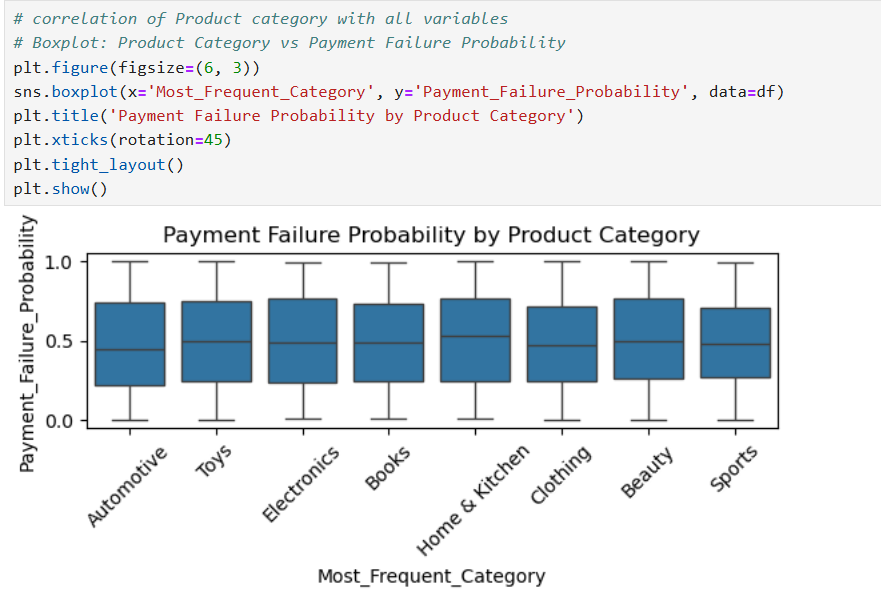 # correlation of Product category with all variables
# Boxplot: Product Category vs Payment Failure Probability
plt.figure(figsize=(6, 3))
sns.boxplot(x='Most_Frequent_Category', y='Payment_Failure_Probability', data=df)
plt.title('Payment Failure Probability by Product Category')
plt.xticks(rotation=45)
plt.tight_layout()
plt.show()
Payment Failure Probability by Product Category
Payment_Failure_Probability
1.0
0.5
0.0
Automotive
Toys
Electronics
Books
Home & Kitchen
Clothing
Beauty
Sports
Most_Frequent_Category